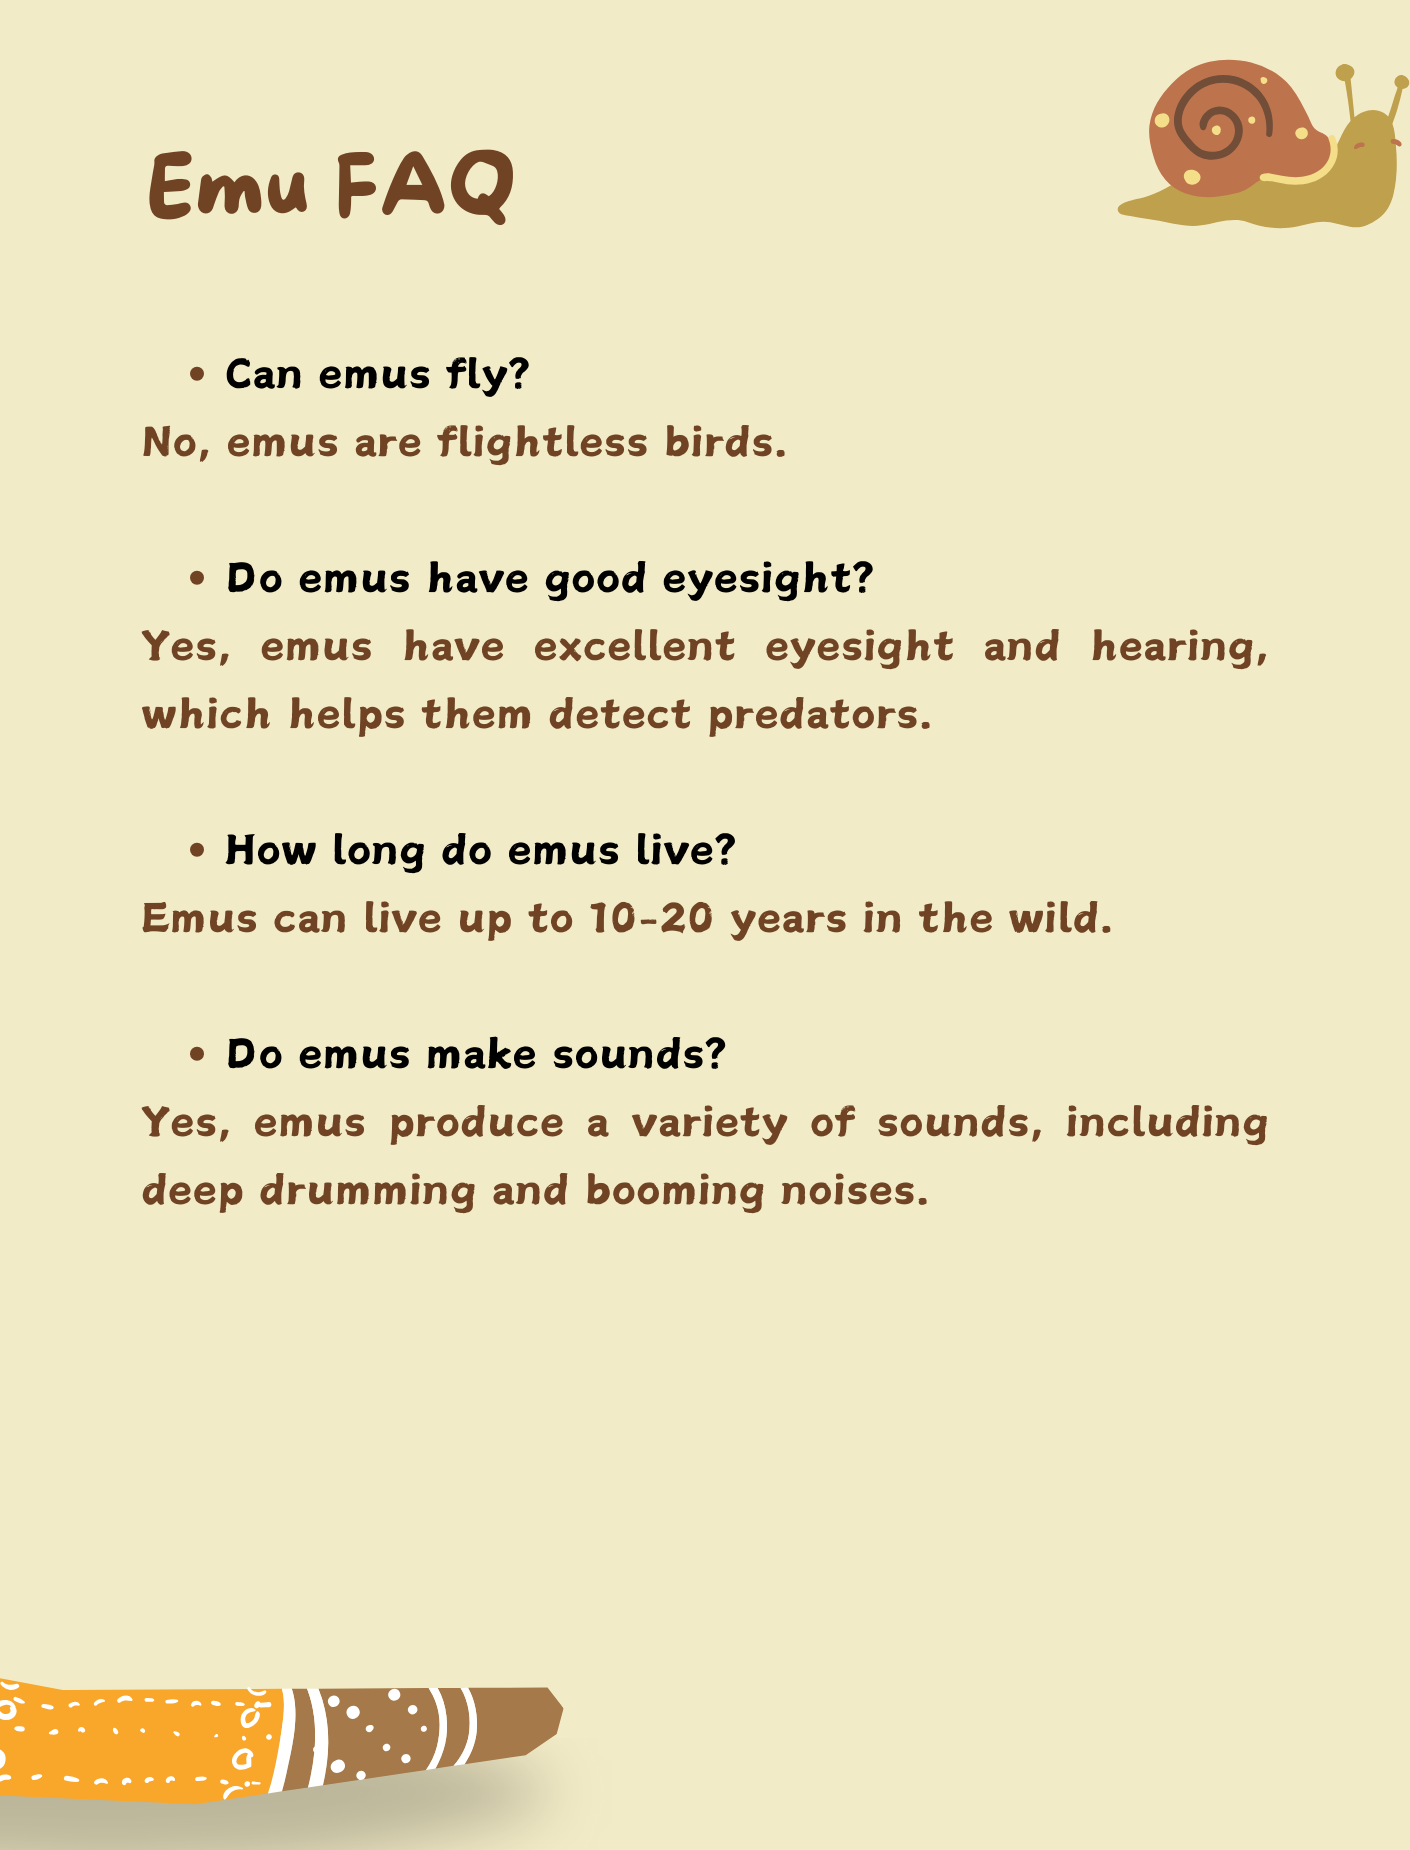 Emu FAQ
• Can emus fly?
No, emus are flightless birds.
• Do emus have good eyesight?
Yes, emus have excellent eyesight and hearing,
which helps them detect predators.
• How long do emus live?
Emus can live up to 10-20 years in the wild.
• Do emus make sounds?
Yes, emus produce a variety of sounds, including
deep drumming and booming noises.